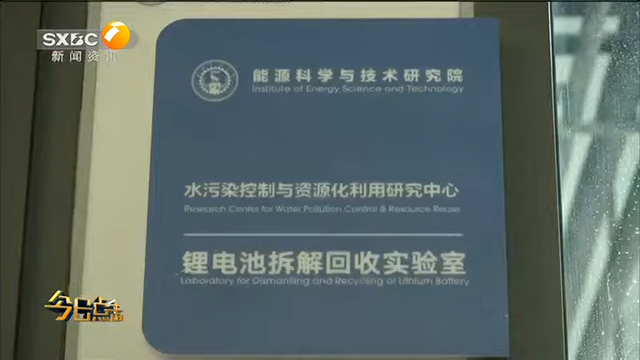 SXBC
新闻资讯
能源科学与技术研究院
Institute of Energy Science and Technology
水污染控制与资源化利用研究中心
Research Center for Water Pollution Control & Resource Reuse
锂电池拆解回收实验室
Laboratory for Dismantling and Recycling of Lithium Battery
今日点击